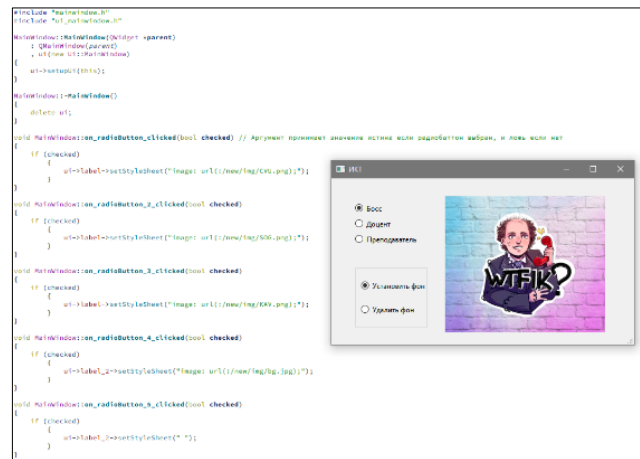 #include "mainwindow.h"
#include "ui_mainwindow.h"
MainWindow::MainWindow(QWidget *parent)
: QMainWindow(parent)
, ui(new Ui::MainWindow)
{
ui->setupUi(this);
}
MainWindow::~MainWindow()
{
delete ui;
}
void MainWindow::on_radioButton_clicked(bool checked) // Аргумент принимает значение истина если радиобаттон выбран, и ложь если нет
{
if (checked)
{
ui->label->setStyleSheet("image: url(:/new/img/CHU.png);");
}
}
void MainWindow::on_radioButton_2_clicked(bool checked)
{
if (checked)
{
ui->label->setStyleSheet("image: url(:/new/img/SOG.png);");
}
}
void MainWindow::on_radioButton_3_clicked(bool checked)
{
if (checked)
{
ui->label->setStyleSheet("image: url(:/new/img/KAV.png);");
}
}
void MainWindow::on_radioButton_4_clicked(bool checked)
{
if (checked)
{
ui->label_2->setStyleSheet("image: url(:/new/img/bg.jpg);");
}
}
void MainWindow::on_radioButton_5_clicked(bool checked)
{
if (checked)
{
ui->label_2->setStyleSheet(" ");
}
}
ИКТ
Босс
Доцент
Преподаватель
Установить фон
Удалить фон
WTFIK?